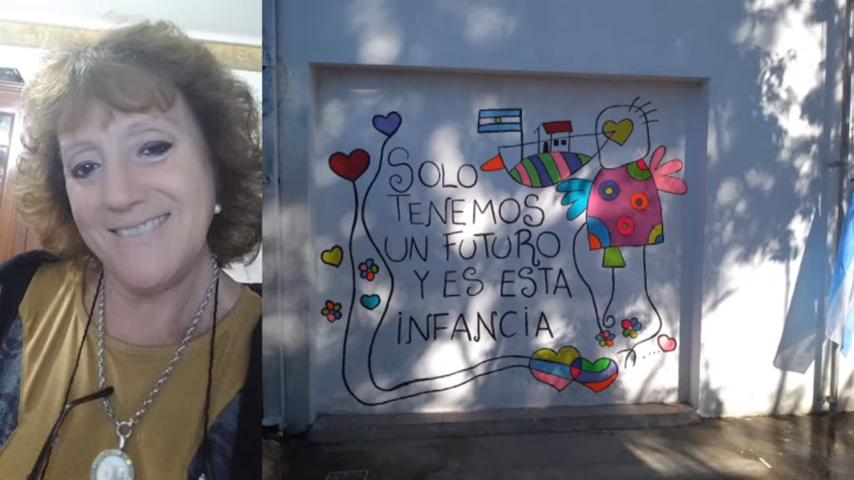 SOLO
TENEMOS
UN FUTURO
Y ES ESTA
iNFANCiA